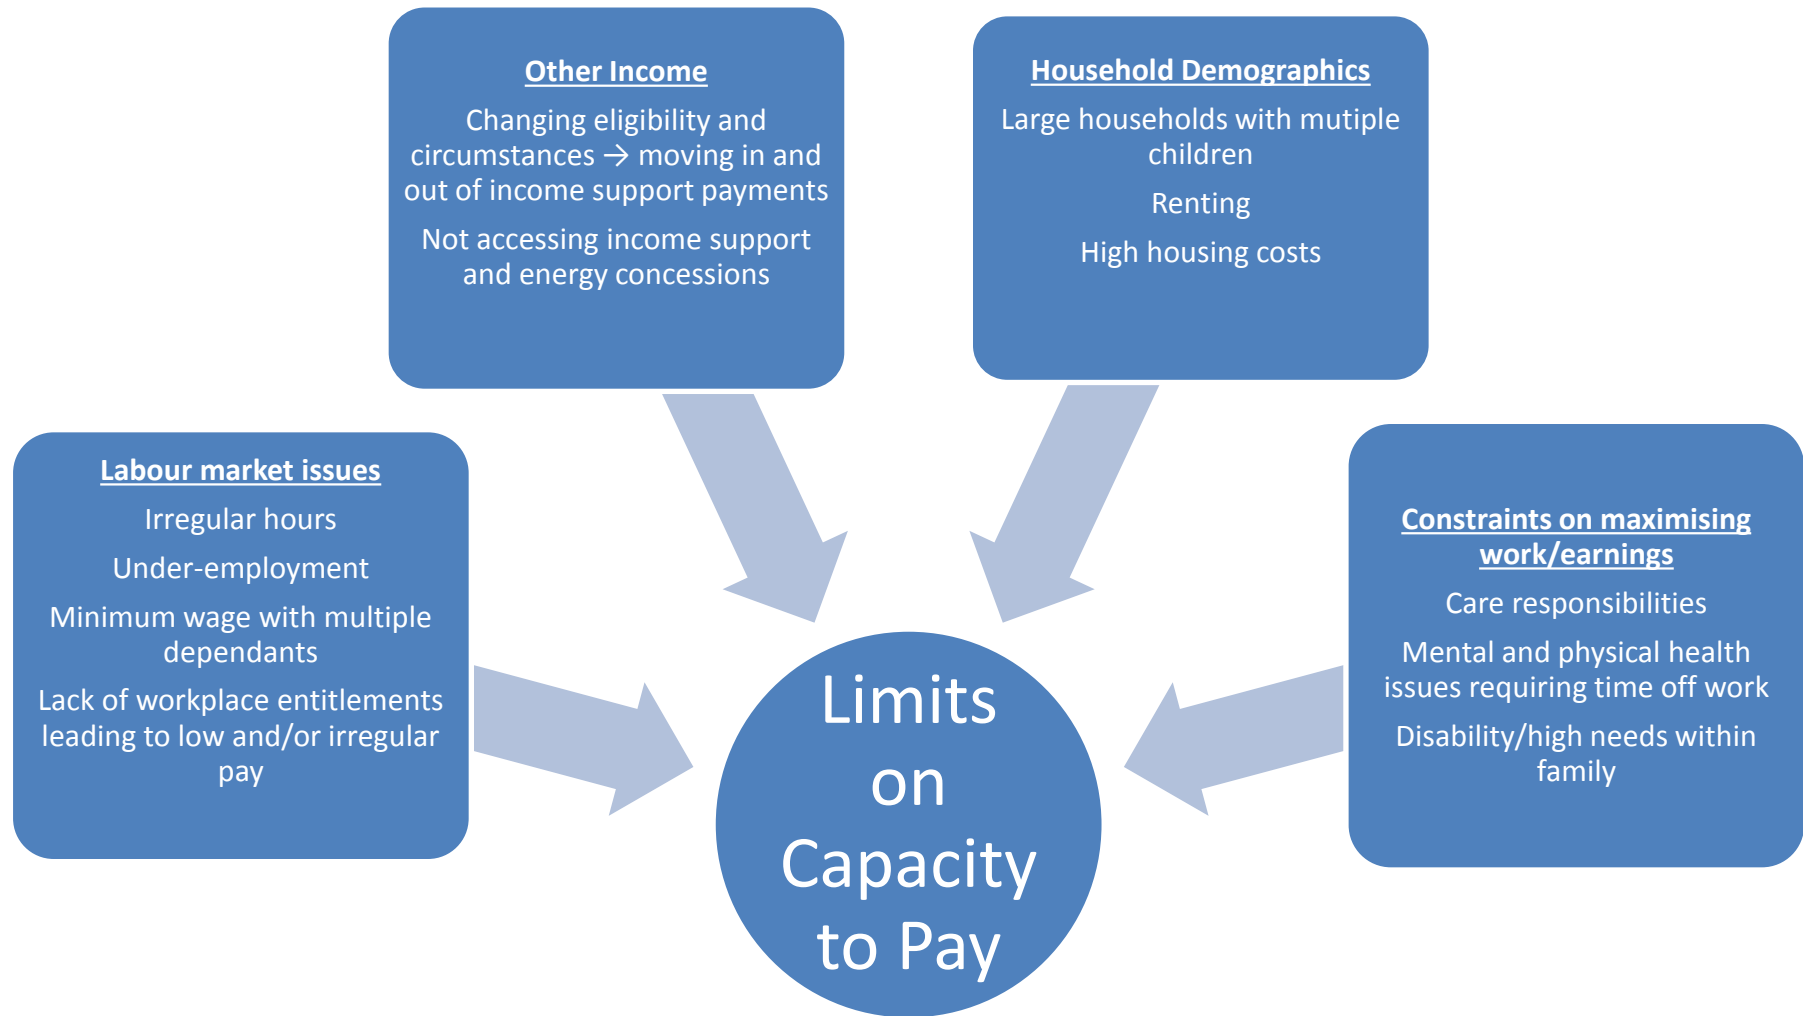 Other Income
Changing eligibility and
circumstances → moving in and
out of income support payments
Not accessing income support
and energy concessions
Household Demographics
Large households with mutiple
children
Renting
High housing costs
Labour market issues
Irregular hours
Under-employment
Minimum wage with multiple
dependants
Lack of workplace entitlements
leading to low and/or irregular
pay
Constraints on maximising
work/earnings
Care responsibilities
Mental and physical health
issues requiring time off work
Disability/high needs within
family
Limits
on
Capacity
to Pay